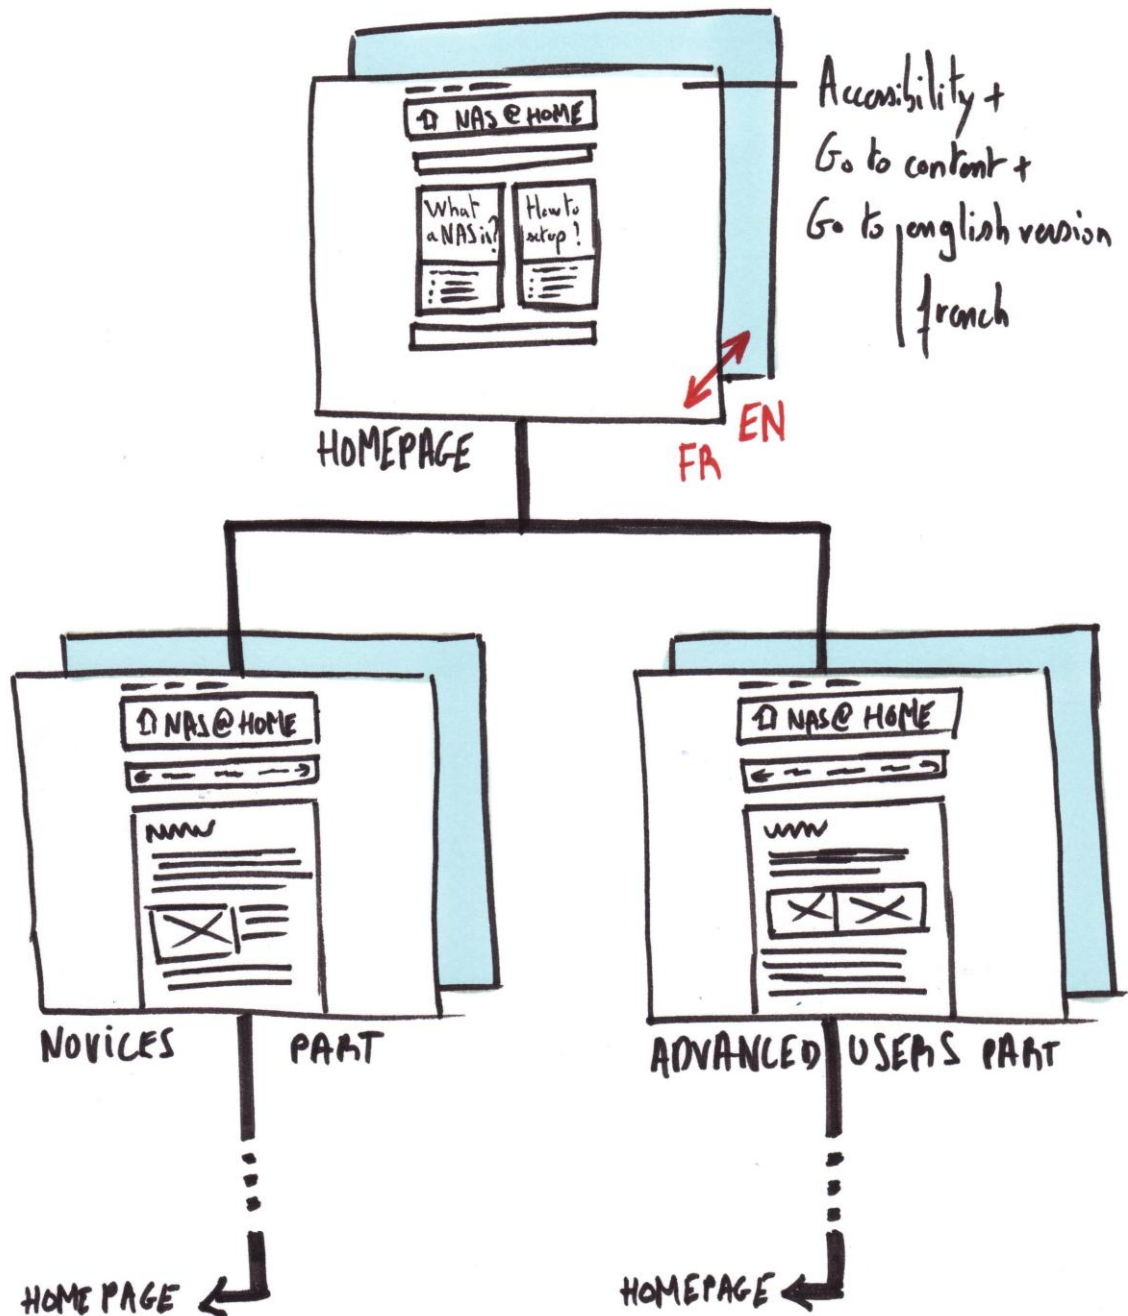 NAS @ HOME
What
a NAS is?
How to
setup?
Accessibility +
Go to content +
Go to english version
french
EN
FR
HOMEPAGE
NAS @ HOME
NAS @ HOME
NOVICES PART
ADVANCED USERS PART
HOMEPAGE
HOMEPAGE